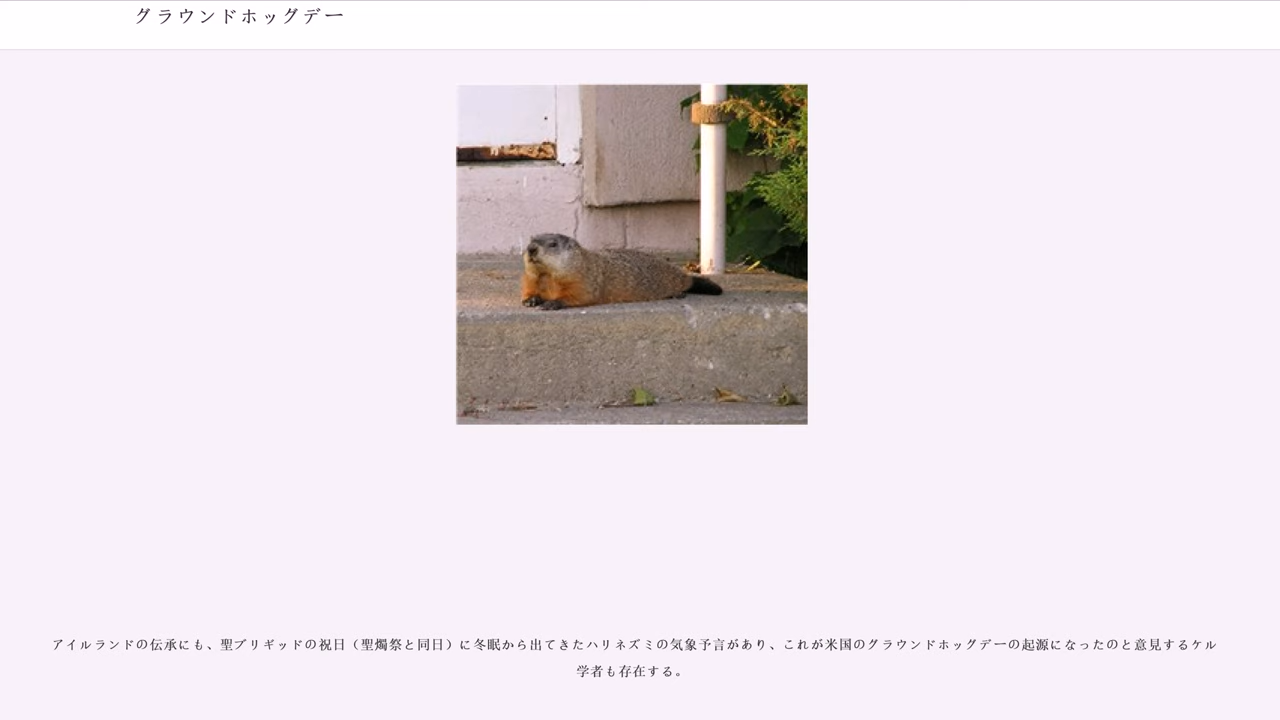 グラウンドホッグデー
アイルランドの伝承にも、聖ブリギッドの祝日（聖燭祭と同日）に冬眠から出てきたハリネズミの気象予言があり、これが米国のグラウンドホッグデーの起源になったのと意見するケル
学者も存在する。